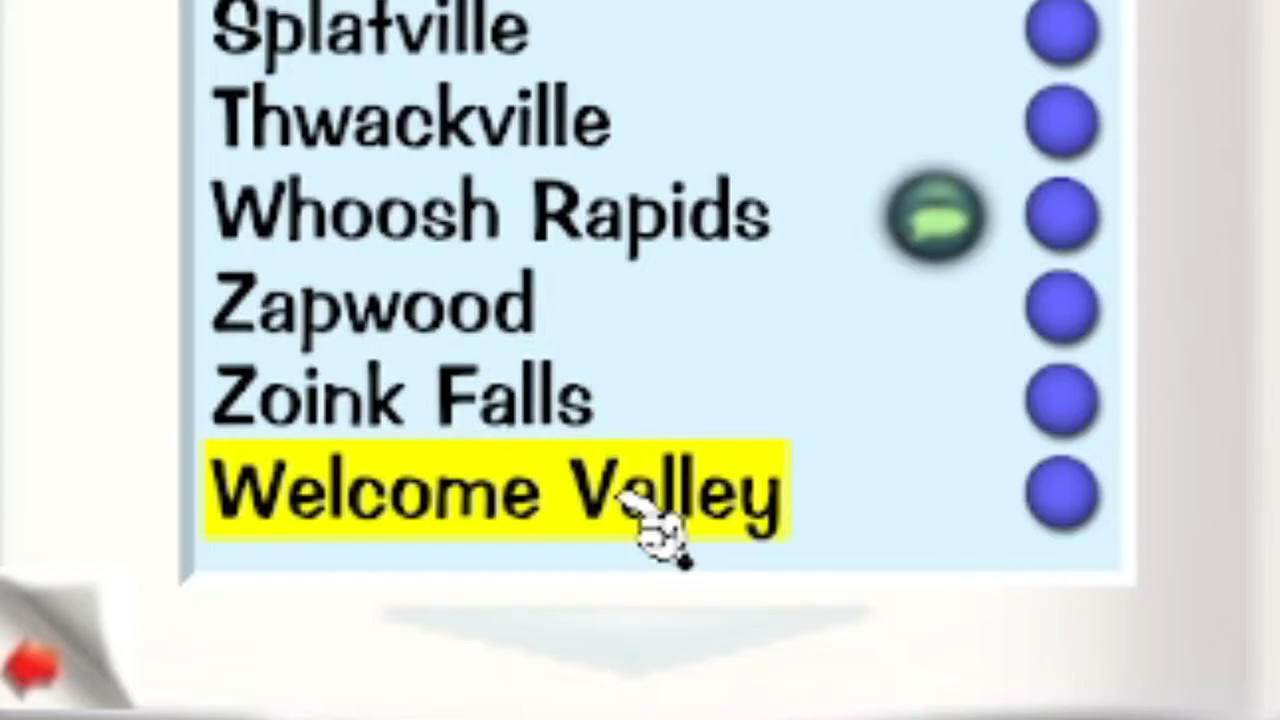 Splatville
Thwackville
Whoosh Rapids
Zapwood
Zoink Falls
Welcome Valley